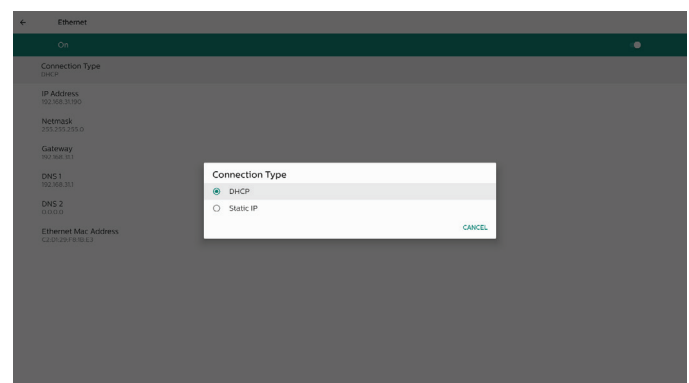 Ethernet
On
Connection Type
DHCP
IP Address
192.168.31.190
Netmask
255.255.255.0
Gateway
192.168.31.1
DNS 1
192.168.31.1
DNS 2
0.0.0.0
Ethernet Mac Address
Connection Type
DHCP
Static IP
CANCEL